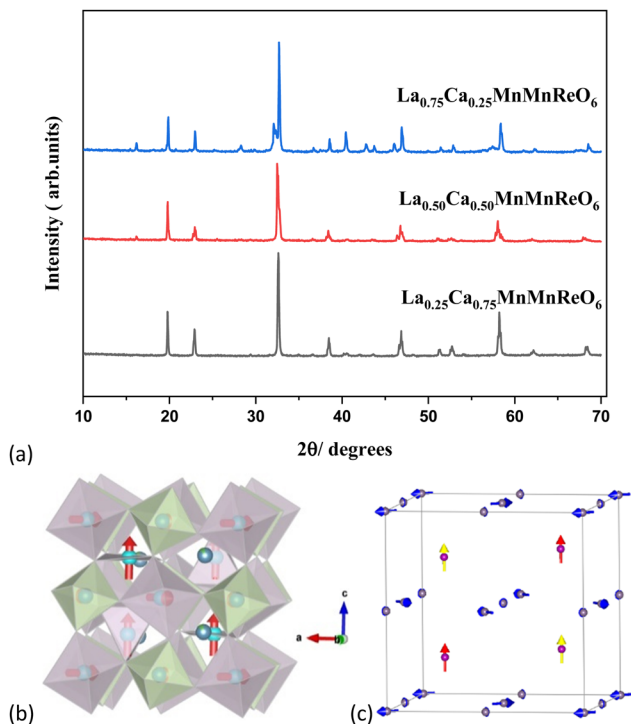 La₀.₇₅Ca₀.₂₅MnMnReO₆
La₀.₅₀Ca₀.₅₀MnMnReO₆
La₀.₂₅Ca₀.₇₅MnMnReO₆
Intensity ( arb.units)
10 20 30 40 50 60 70
2θ/ degrees
(a)
c
a b
(b)
(c)